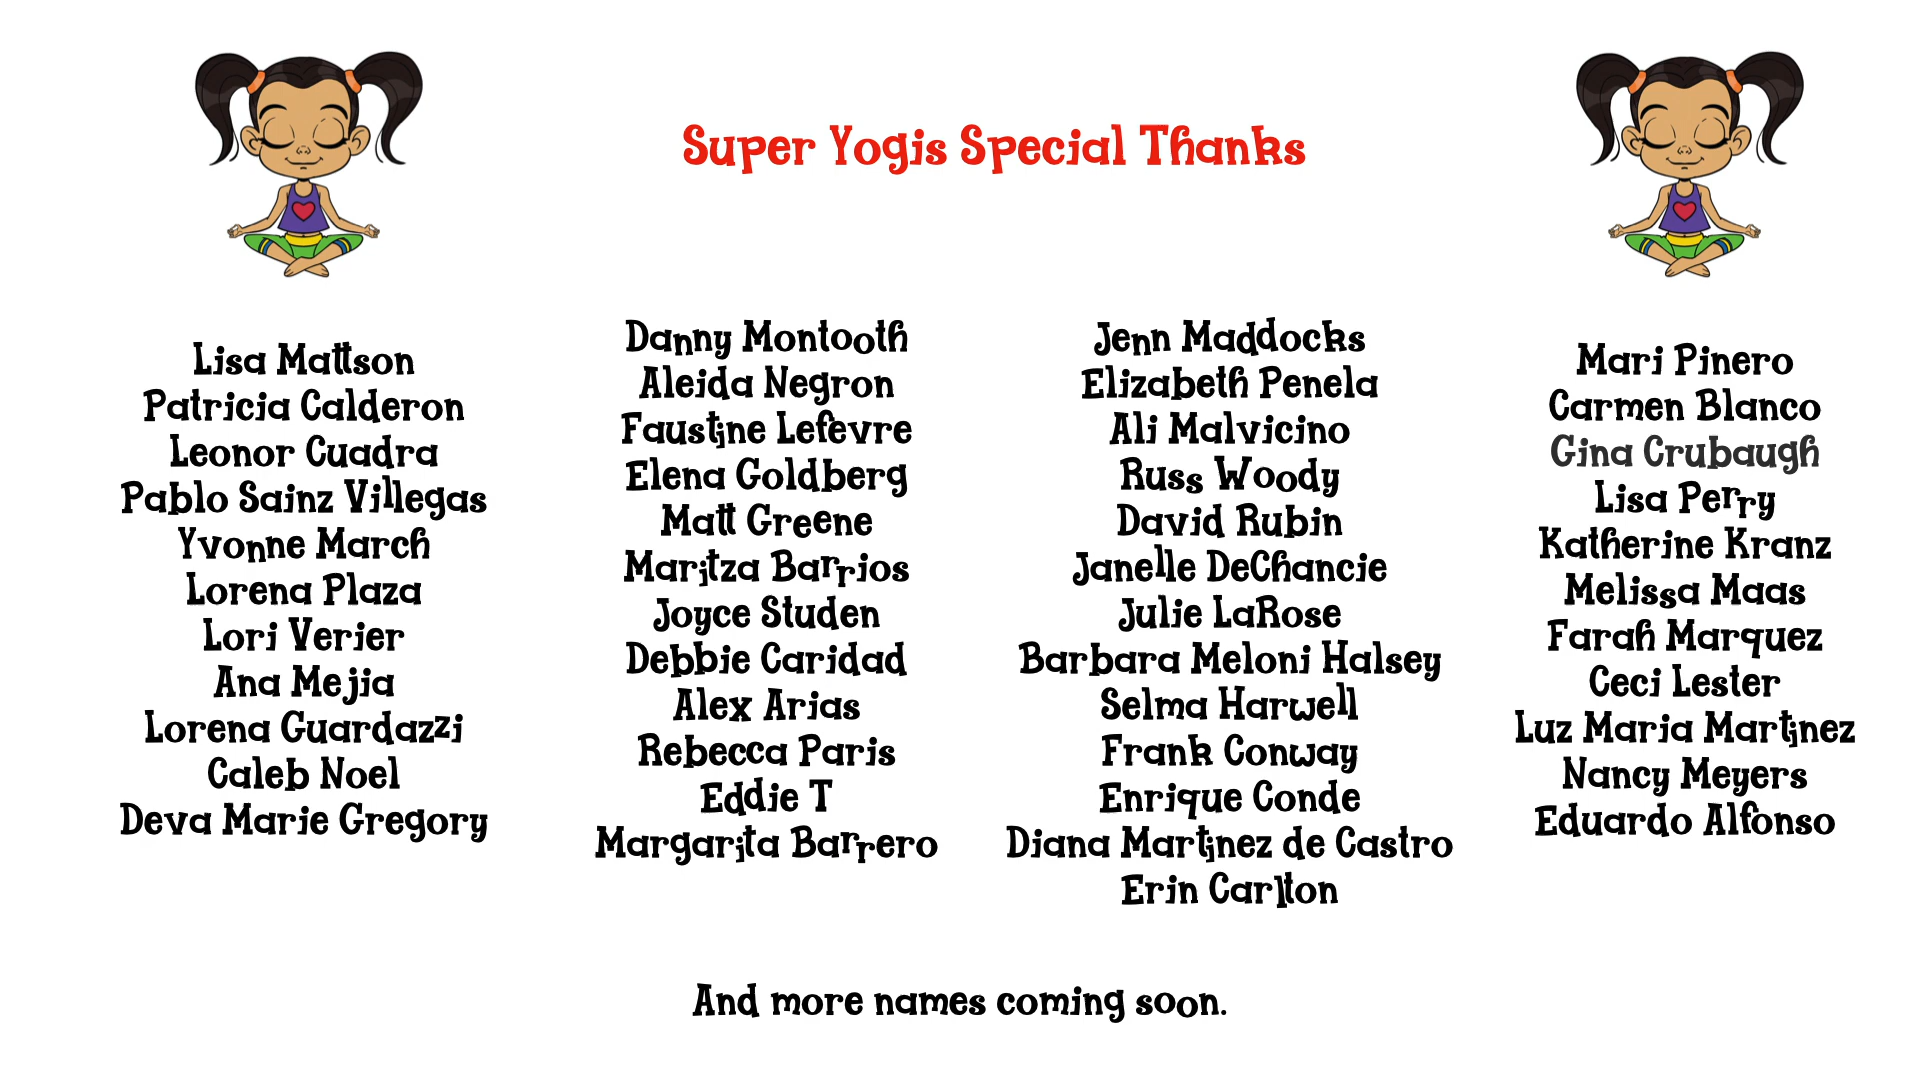 Super Yogis Special Thanks
Lisa Mattson
Patricia Calderon
Leonor Cuadra
Pablo Sainz Villegas
Yvonne March
Lorena Plaza
Lori Verier
Ana Mejia
Lorena Guardazzi
Caleb Noel
Deva Marie Gregory
Danny Montooth
Aleida Negron
Faustine Lefevre
Elena Goldberg
Matt Greene
Maritza Barrios
Joyce Studen
Debbie Caridad
Alex Arias
Rebecca Paris
Eddie T
Margarita Barrero
Jenn Maddocks
Elizabeth Penela
Ali Malvicino
Russ Woody
David Rubin
Janelle DeChancie
Julie LaRose
Barbara Meloni Halsey
Selma Harwell
Frank Conway
Enrique Conde
Diana Martinez de Castro
Erin Carlton
Mari Pinero
Carmen Blanco
Gina Crubaugh
Lisa Perry
Katherine Kranz
Melissa Maas
Farah Marquez
Ceci Lester
Luz Maria Martinez
Nancy Meyers
Eduardo Alfonso
And more names coming soon.